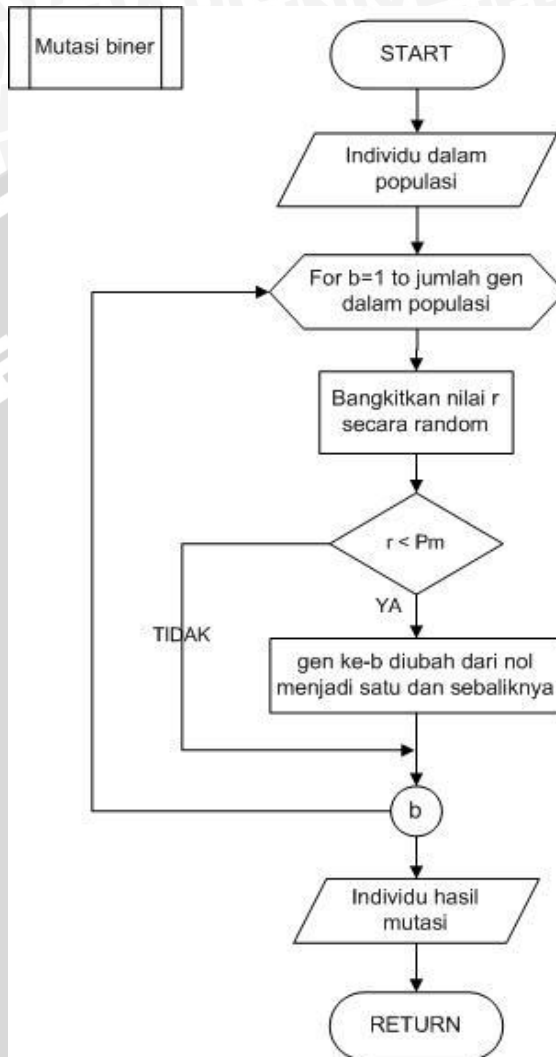 Mutasi biner
START
Individu dalam
populasi
For b=1 to jumlah gen
dalam populasi
Bangkitkan nilai r
secara random
r < Pm
YA
TIDAK
gen ke-b diubah dari nol
menjadi satu dan sebaliknya
b
Individu hasil
mutasi
RETURN